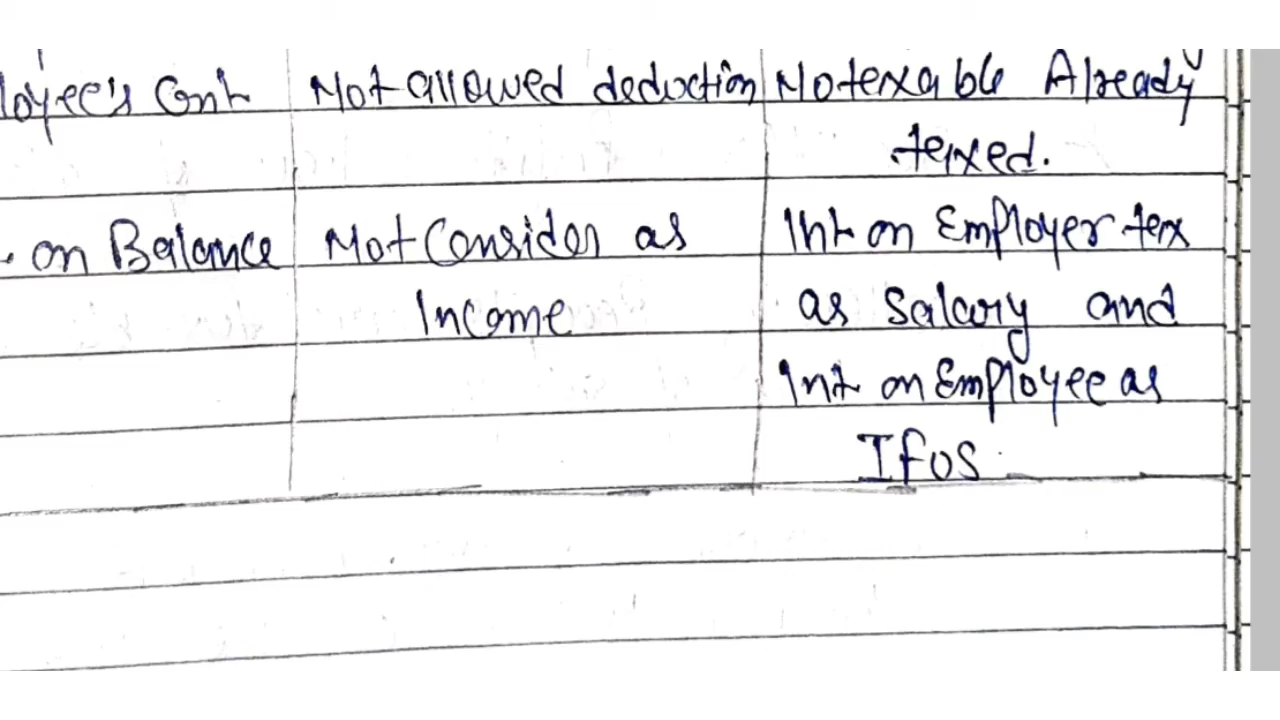 loyee's Cont Not allowed deduction No taxable Already
taxed.
. on Balance Not Consider as Int on Employer tax
Income as Salary and
Int on Employee as
IFOS.